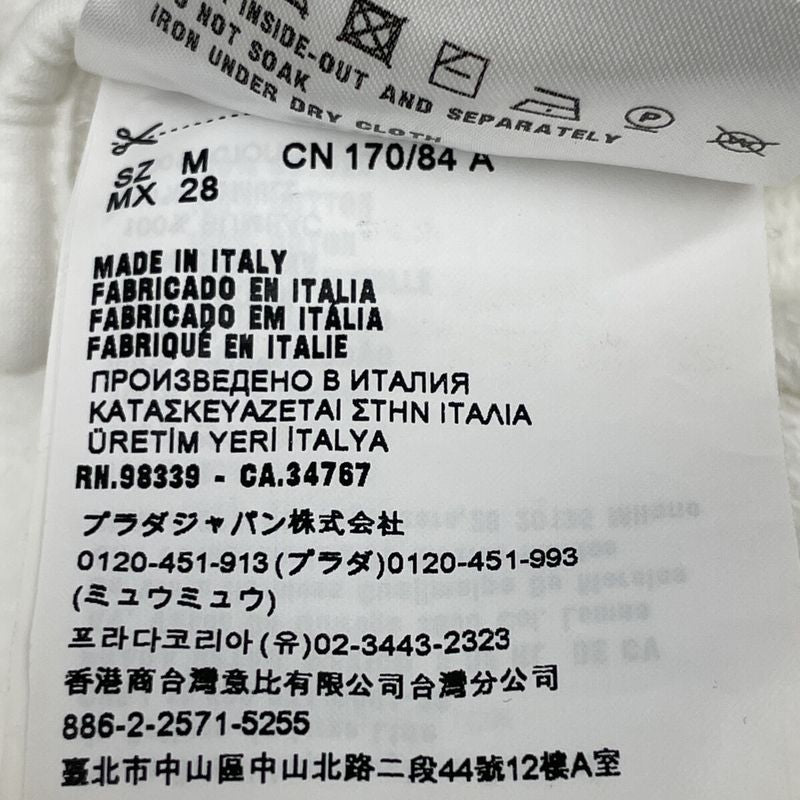 INSIDE-OUT AND SEPARATELY
DO NOT SOAK
IRON UNDER DRY CLOTH
P
SZ M CN 170/84 A
MX 28
MADE IN ITALY
FABRICADO EN ITALIA
FABRICADO EM ITÁLIA
FABRIQUÉ EN ITALIE
ПРОИЗВЕДЕНО В ИТАЛИЯ
ΚΑΤΑΣΚΕΥΑΖΕΤΑΙ ΣΤΗΝ ΙΤΑΛΙΑ
ÜRETİM YERİ İTALYA
RN.98339 - CA.34767
プラダジャパン株式会社
0120-451-913(プラダ)0120-451-993
(ミュウミュウ)
프라다코리아(유)02-3443-2323
香港商台灣意比有限公司台灣分公司
886-2-2571-5255
臺北市中山區中山北路二段44號12樓A室